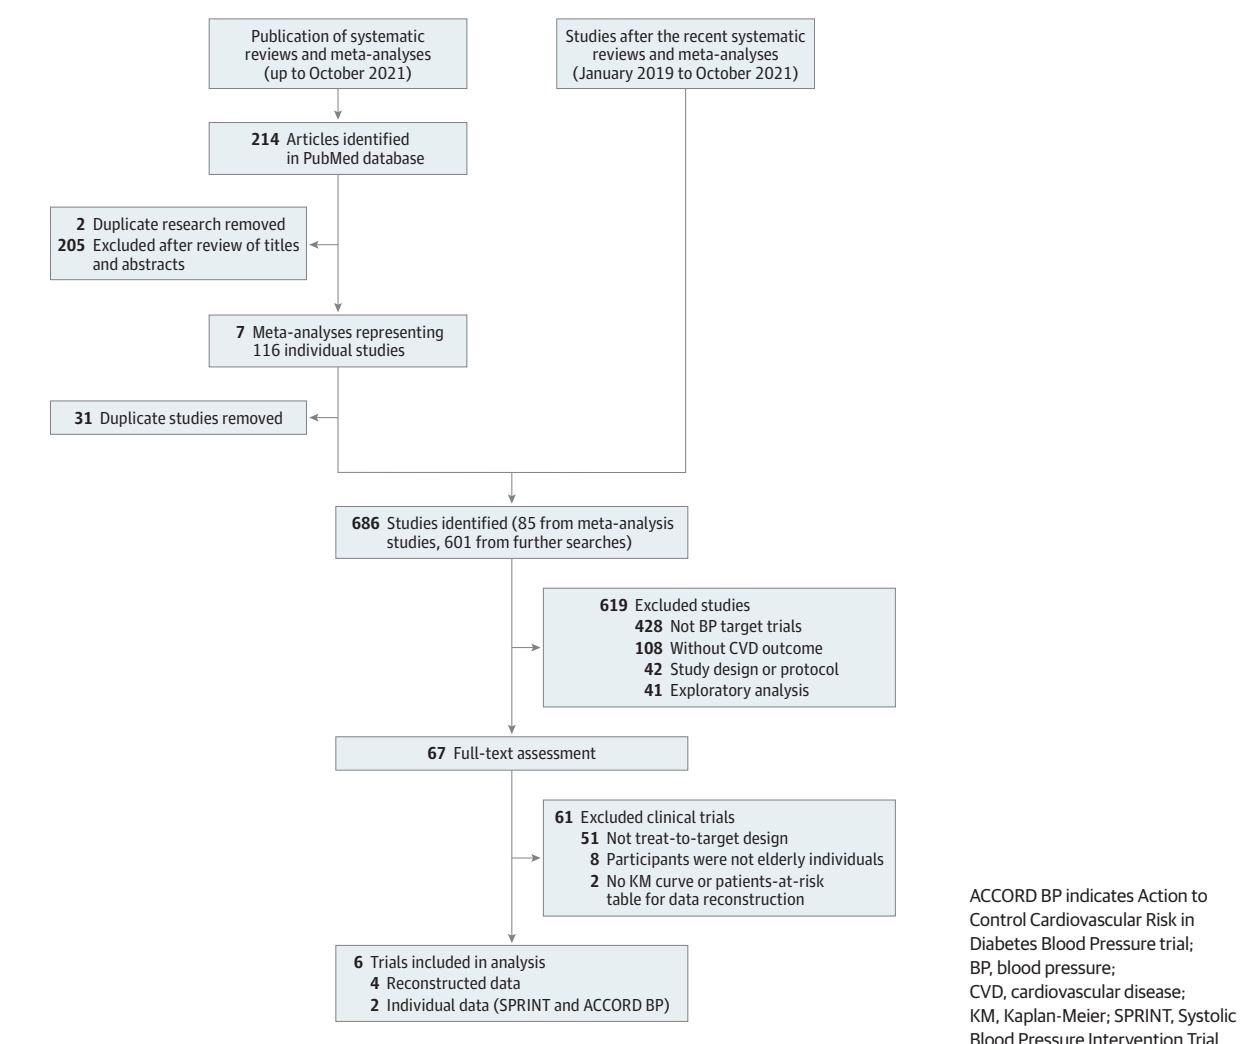 Publication of systematic
reviews and meta-analyses
(up to October 2021)
Studies after the recent systematic
reviews and meta-analyses
(January 2019 to October 2021)
214 Articles identified
in PubMed database
2 Duplicate research removed
205 Excluded after review of titles
and abstracts
7 Meta-analyses representing
116 individual studies
31 Duplicate studies removed
686 Studies identified (85 from meta-analysis
studies, 601 from further searches)
619 Excluded studies
428 Not BP target trials
108 Without CVD outcome
42 Study design or protocol
41 Exploratory analysis
67 Full-text assessment
61 Excluded clinical trials
51 Not treat-to-target design
8 Participants were not elderly individuals
2 No KM curve or patients-at-risk
table for data reconstruction
6 Trials included in analysis
4 Reconstructed data
2 Individual data (SPRINT and ACCORD BP)
ACCORD BP indicates Action to
Control Cardiovascular Risk in
Diabetes Blood Pressure trial;
BP, blood pressure;
CVD, cardiovascular disease;
KM, Kaplan-Meier; SPRINT, Systolic
Blood Pressure Intervention Trial